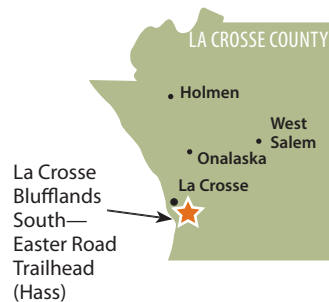 LA CROSSE COUNTY
Holmen
West
Salem
Onalaska
La Crosse
La Crosse
Blufflands
South—
Easter Road
Trailhead
(Hass)